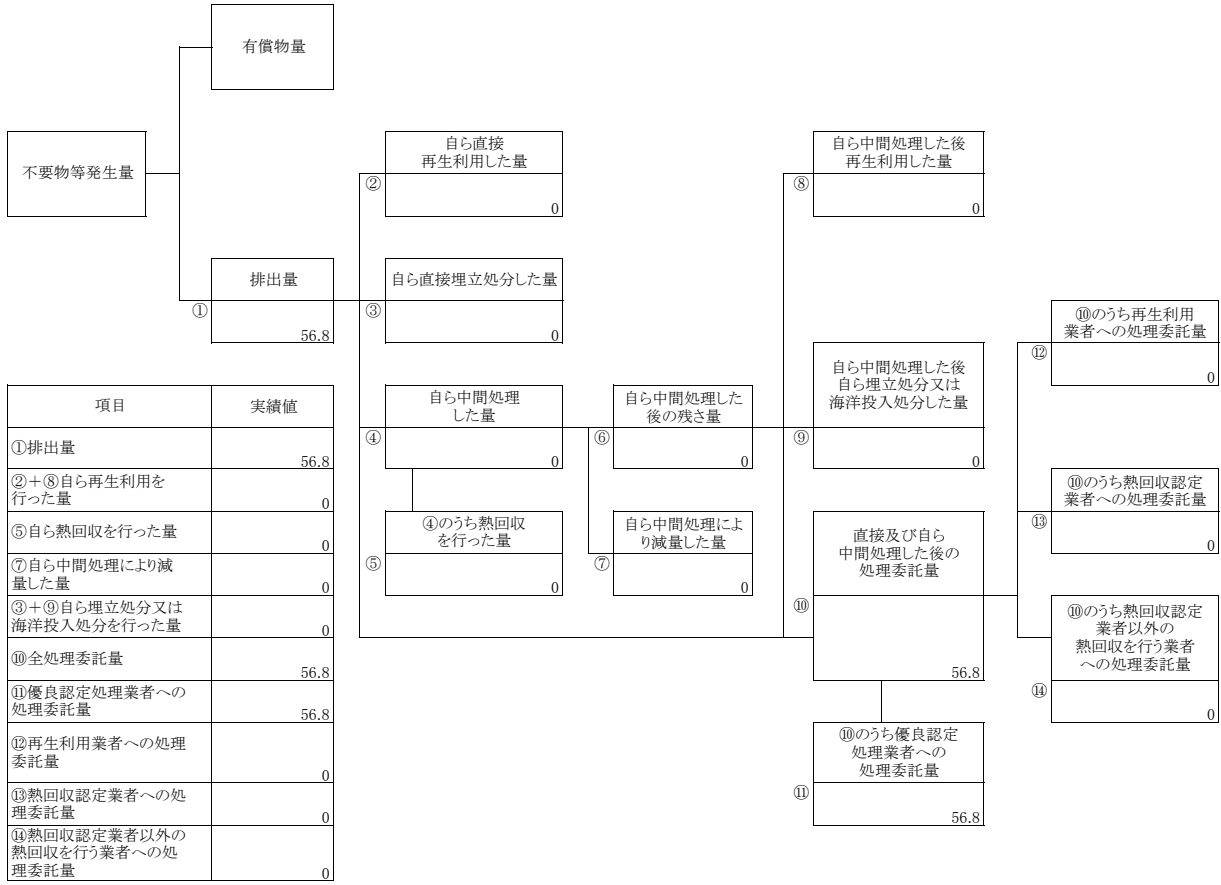 有償物量
不要物等発生量
自ら直接
再生利用した量
②
0
自ら中間処理した後
再生利用した量
⑧
0
排出量
①
56.8
自ら直接埋立処分した量
③
0
⑩のうち再生利用
業者への処理委託量
⑫
0
自ら中間処理
した量
④
0
自ら中間処理した
後の残さ量
⑥
0
自ら中間処理した後
自ら埋立処分又は
海洋投入処分した量
⑨
0
⑩のうち熱回収認定
業者への処理委託量
⑬
0
④のうち熱回収
を行った量
⑤
0
自ら中間処理によ
り減量した量
⑦
0
直接及び自ら
中間処理した後の
処理委託量
⑩
56.8
⑩のうち熱回収認定
業者以外の
熱回収を行う業者
への処理委託量
⑭
0
⑩のうち優良認定
処理業者への
処理委託量
⑪
56.8
項目 実績値
①排出量
56.8
②+⑧自ら再生利用を
行った量
0
⑤自ら熱回収を行った量
0
⑦自ら中間処理により減
量した量
0
③+⑨自ら埋立処分又は
海洋投入処分を行った量
0
⑩全処理委託量
56.8
⑪優良認定処理業者への
処理委託量
56.8
⑫再生利用業者への処理
委託量
0
⑬熱回収認定業者への処
理委託量
0
⑭熱回収認定業者以外の
熱回収を行う業者への処
理委託量
0